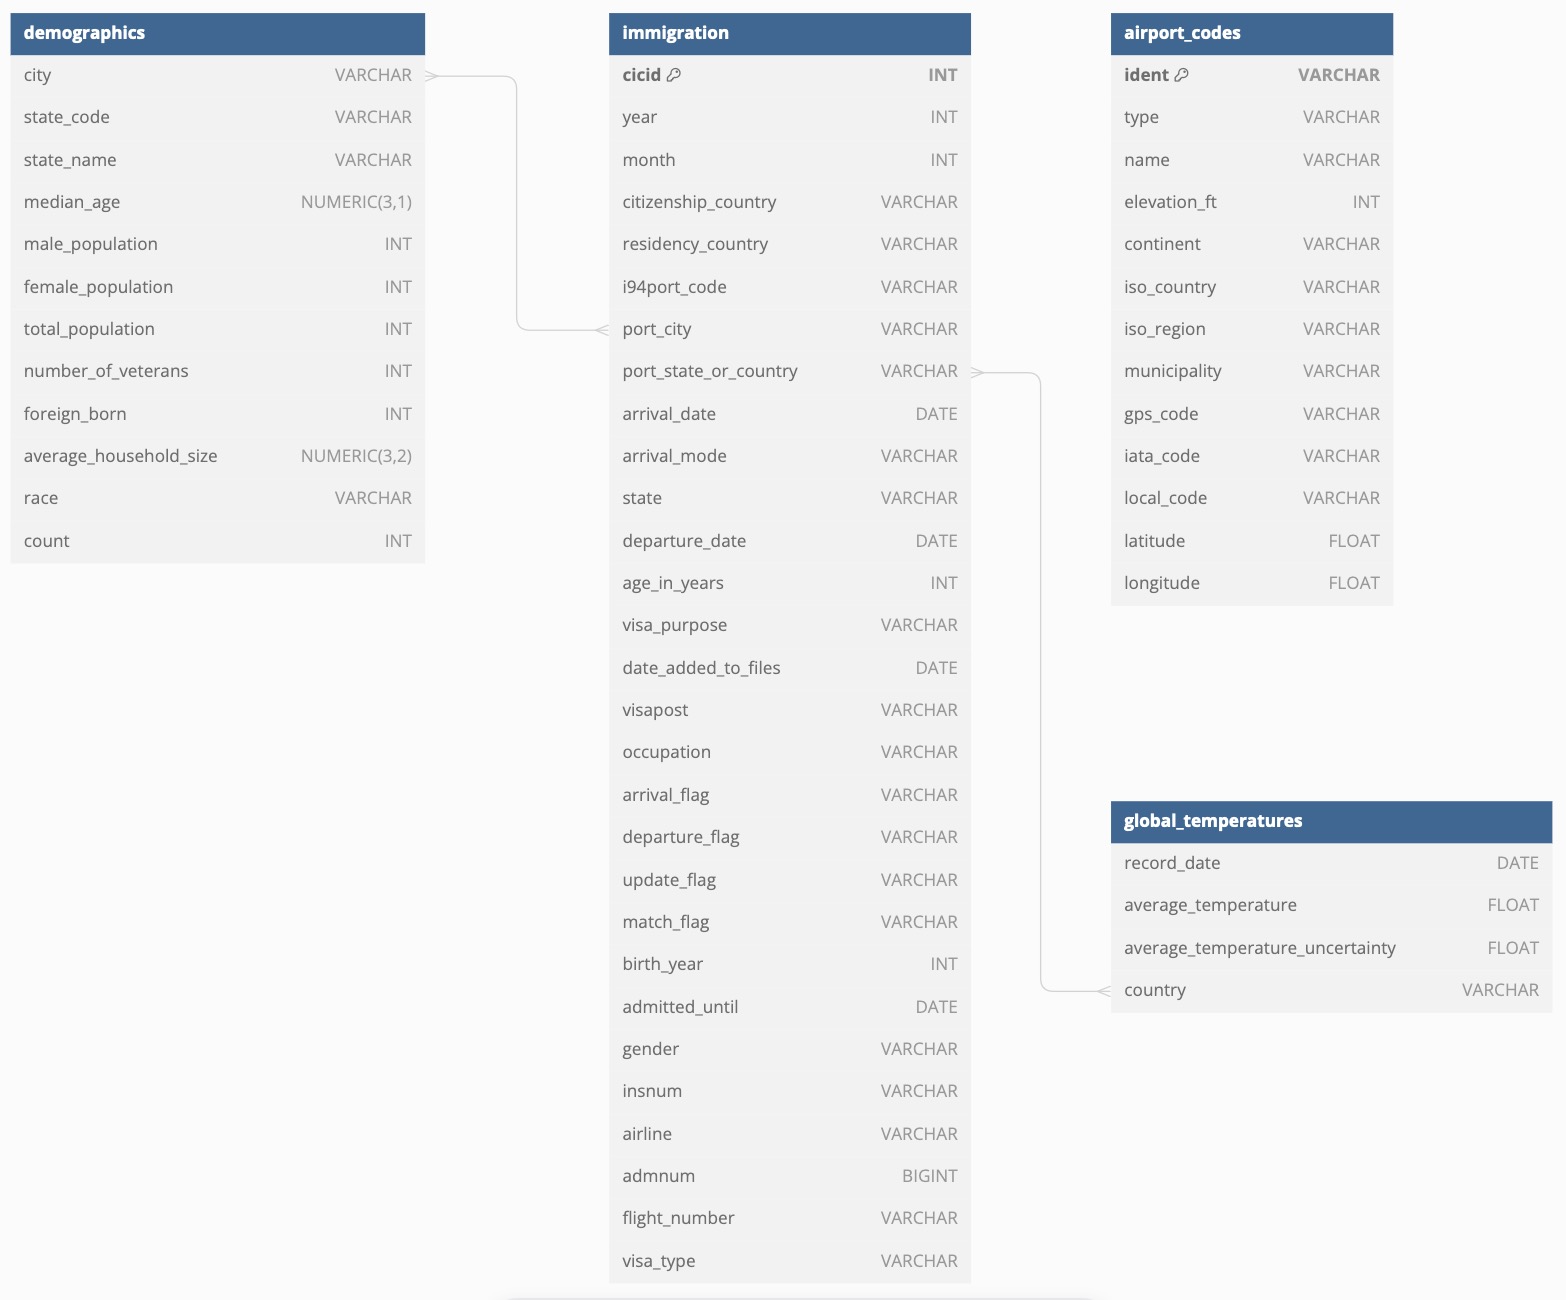 demographics
city VARCHAR
state_code VARCHAR
state_name VARCHAR
median_age NUMERIC(3,1)
male_population INT
female_population INT
total_population INT
number_of_veterans INT
foreign_born INT
average_household_size NUMERIC(3,2)
race VARCHAR
count INT
immigration
cicid INT
year INT
month INT
citizenship_country VARCHAR
residency_country VARCHAR
i94port_code VARCHAR
port_city VARCHAR
port_state_or_country VARCHAR
arrival_date DATE
arrival_mode VARCHAR
state VARCHAR
departure_date DATE
age_in_years INT
visa_purpose VARCHAR
date_added_to_files DATE
visapost VARCHAR
occupation VARCHAR
arrival_flag VARCHAR
departure_flag VARCHAR
update_flag VARCHAR
match_flag VARCHAR
birth_year INT
admitted_until DATE
gender VARCHAR
insnum VARCHAR
airline VARCHAR
admnum BIGINT
flight_number VARCHAR
visa_type VARCHAR
airport_codes
ident VARCHAR
type VARCHAR
name VARCHAR
elevation_ft INT
continent VARCHAR
iso_country VARCHAR
iso_region VARCHAR
municipality VARCHAR
gps_code VARCHAR
iata_code VARCHAR
local_code VARCHAR
latitude FLOAT
longitude FLOAT
global_temperatures
record_date DATE
average_temperature FLOAT
average_temperature_uncertainty FLOAT
country VARCHAR